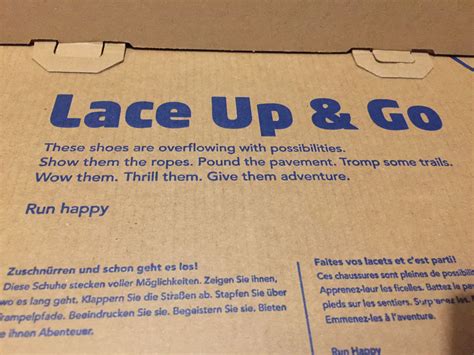 Lace Up & Go
These shoes are overflowing with possibilities.
Show them the ropes. Pound the pavement. Tromp some trails.
Wow them. Thrill them. Give them adventure.
Run happy
Zuschnüren und schon geht es los!
Diese Schuhe stecken voller Möglichkeiten. Zeigen Sie ihnen,
wo es lang geht. Klappern Sie die Straßen ab. Stapfen Sie über
Trampelpfade. Beeindrucken Sie sie. Begeistern Sie sie. Bieten
ihnen Abenteuer.
Faites vos lacets et c'est parti!
Ces chaussures sont pleines de possibili
Apprenez-leur les ficelles. Battez le pa
pieds sur les sentiers.
Emmenez-les à l'aventure.
Run Happy